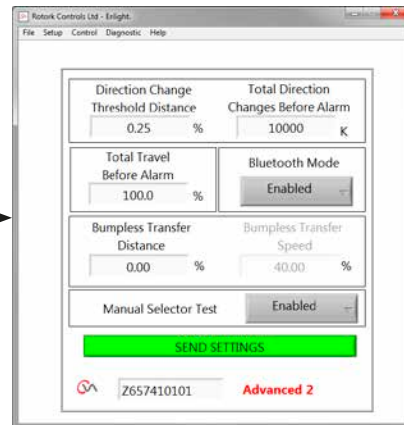 Rotork Controls Ltd - Enlight.
File Setup Control Diagnostic Help
Direction Change
Threshold Distance
0.25 %
Total Direction
Changes Before Alarm
10000 K
Total Travel
Before Alarm
100.0 %
Bluetooth Mode
Enabled
Bumpless Transfer
Distance
0.00 %
Bumpless Transfer
Speed
40.00 %
Manual Selector Test
Enabled
SEND SETTINGS
Z657410101
Advanced 2